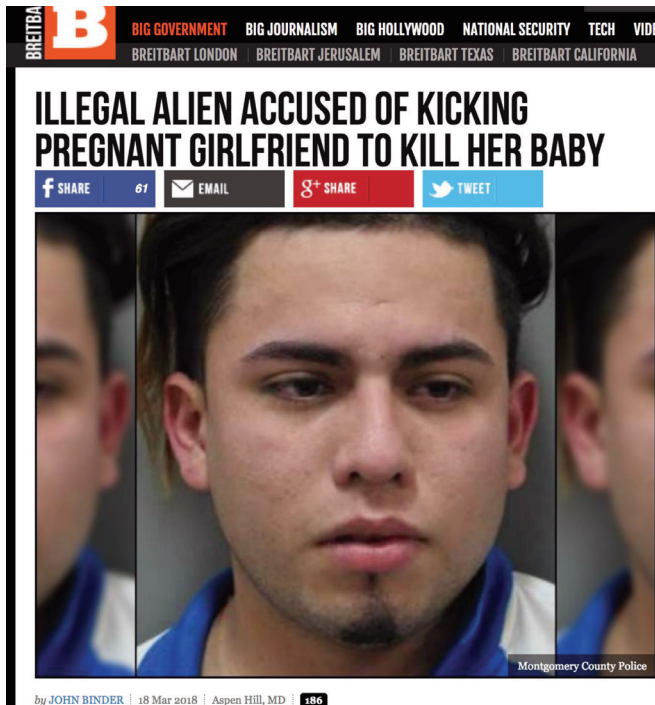 BREITBA
B
BIG GOVERNMENT BIG JOURNALISM BIG HOLLYWOOD NATIONAL SECURITY TECH VID
BREITBART LONDON BREITBART JERUSALEM BREITBART TEXAS BREITBART CALIFORNIA
ILLEGAL ALIEN ACCUSED OF KICKING
PREGNANT GIRLFRIEND TO KILL HER BABY
f SHARE 61 EMAIL g+ SHARE TWEET
Montgomery County Police
by JOHN BINDER 18 Mar 2018 Aspen Hill, MD 186